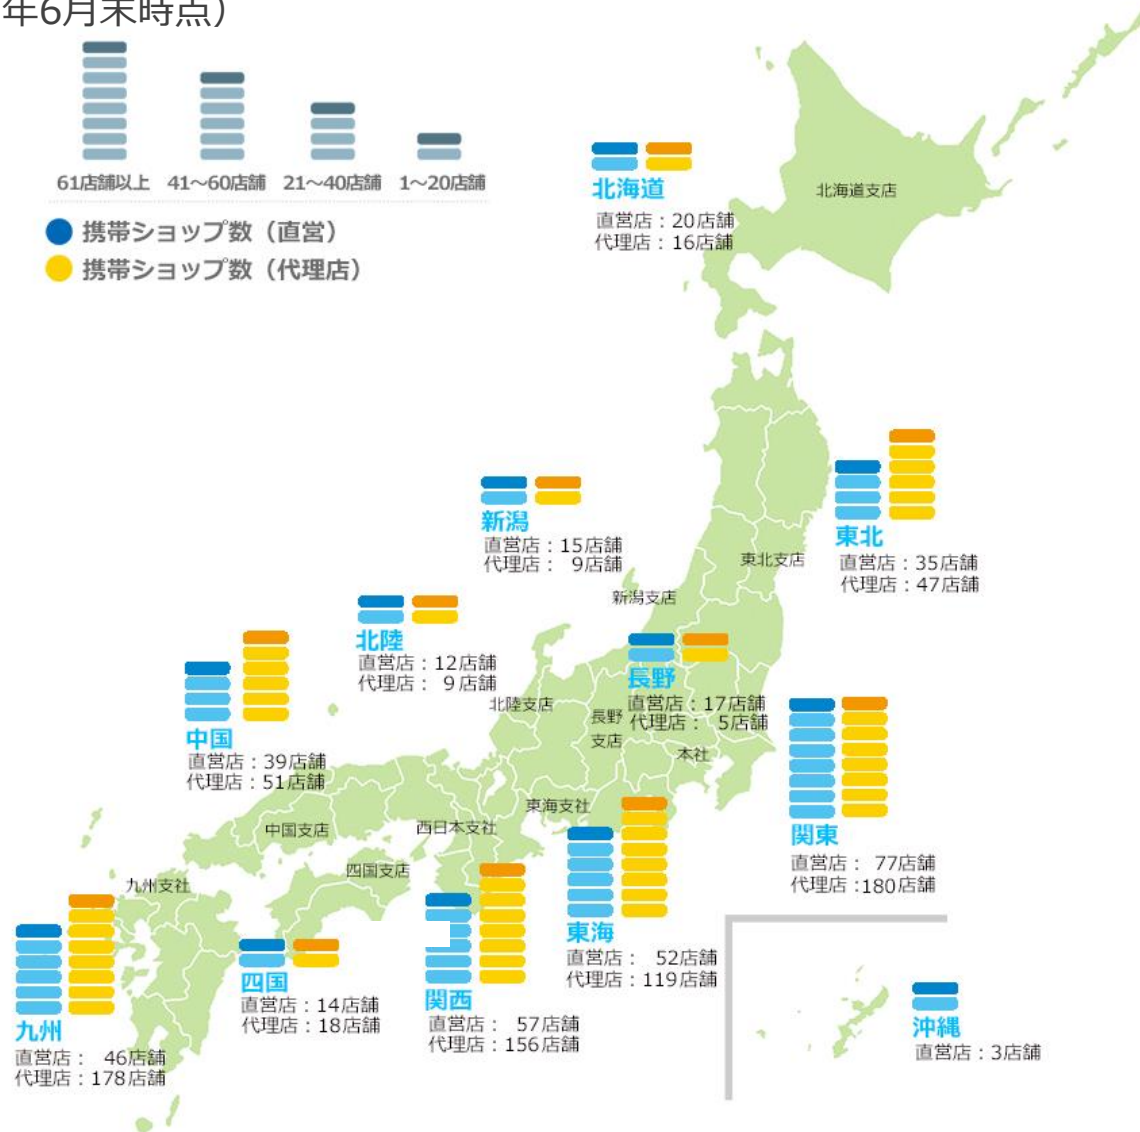 年6月末時点）
61店舗以上 41～60店舗 21～40店舗 1～20店舗
携帯ショップ数（直営）
携帯ショップ数（代理店）
北海道
直営店：20店舗
代理店：16店舗
北海道支店
新潟
直営店：15店舗
代理店： 9店舗
東北
直営店：35店舗
代理店：47店舗
東北支店
新潟支店
北陸
直営店：12店舗
代理店： 9店舗
北陸支店
長野
直営店：17店舗
代理店： 5店舗
長野
支店
本社
中国
直営店：39店舗
代理店：51店舗
中国支店
関東
直営店： 77店舗
代理店：180店舗
東海支社
西日本支社
四国支店
九州支社
東海
直営店： 52店舗
代理店：119店舗
関西
直営店： 57店舗
代理店：156店舗
四国
直営店：14店舗
代理店：18店舗
九州
直営店： 46店舗
代理店：178店舗
沖縄
直営店：3店舗